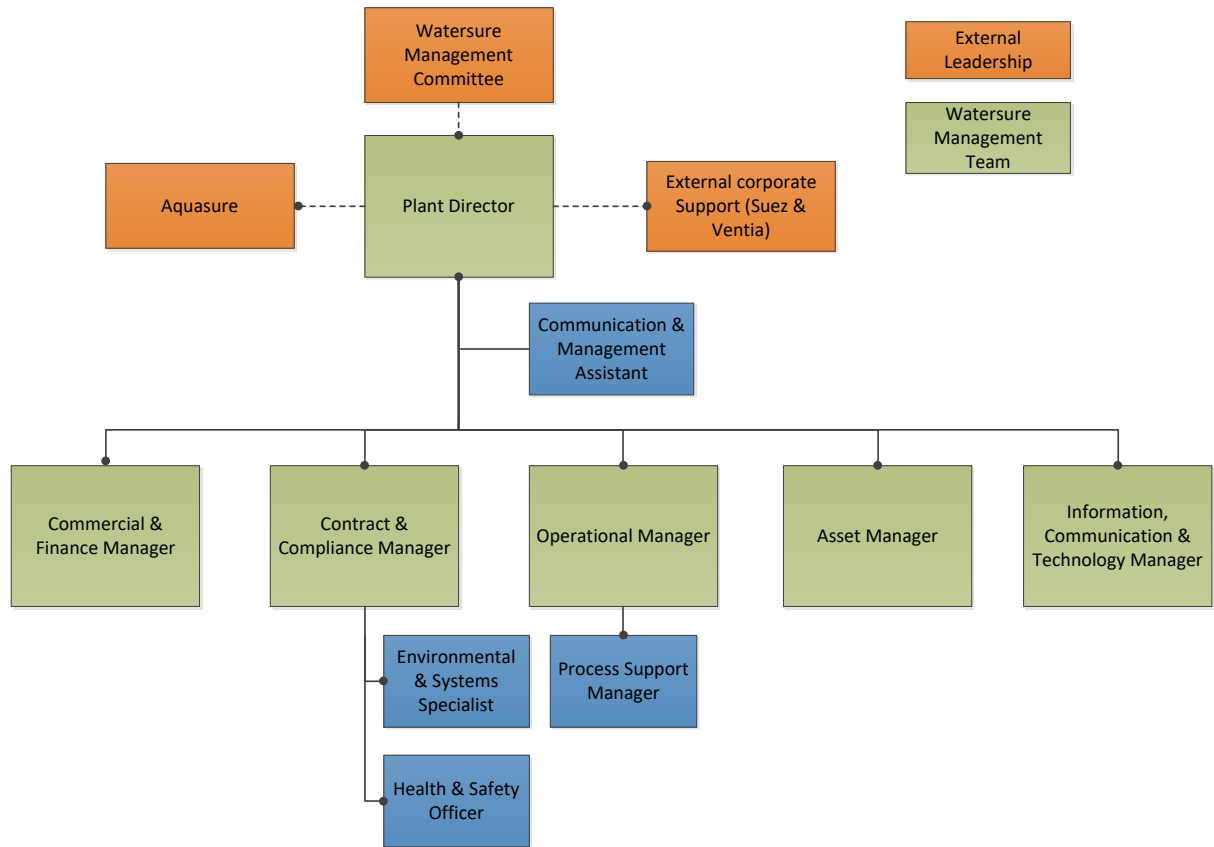 Watersure
Management
Committee
External
Leadership
Watersure
Management
Team
Aquasure
Plant Director
External corporate
Support (Suez &
Ventia)
Communication &
Management
Assistant
Commercial &
Finance Manager
Contract &
Compliance Manager
Operational Manager
Asset Manager
Information,
Communication &
Technology Manager
Environmental
& Systems
Specialist
Process Support
Manager
Health & Safety
Officer